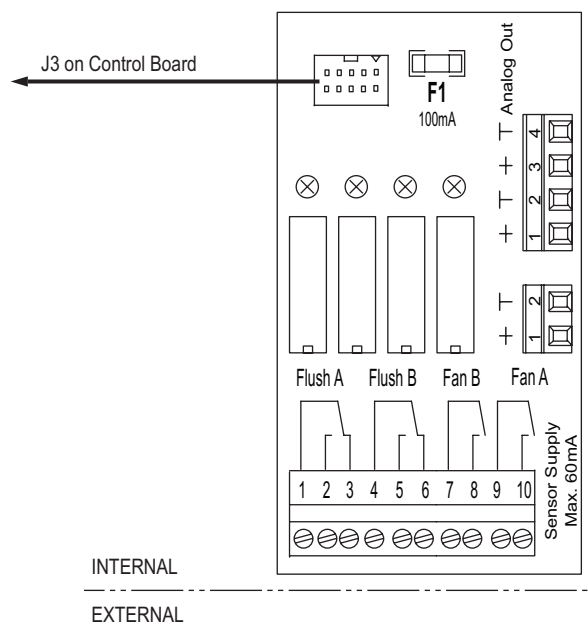 J3 on Control Board
F1
100mA
Analog Out
4
3
2
1
2
1
Flush A Flush B Fan B Fan A
1 2 3 4 5 6 7 8 9 10
Sensor Supply
Max. 60mA
INTERNAL
EXTERNAL